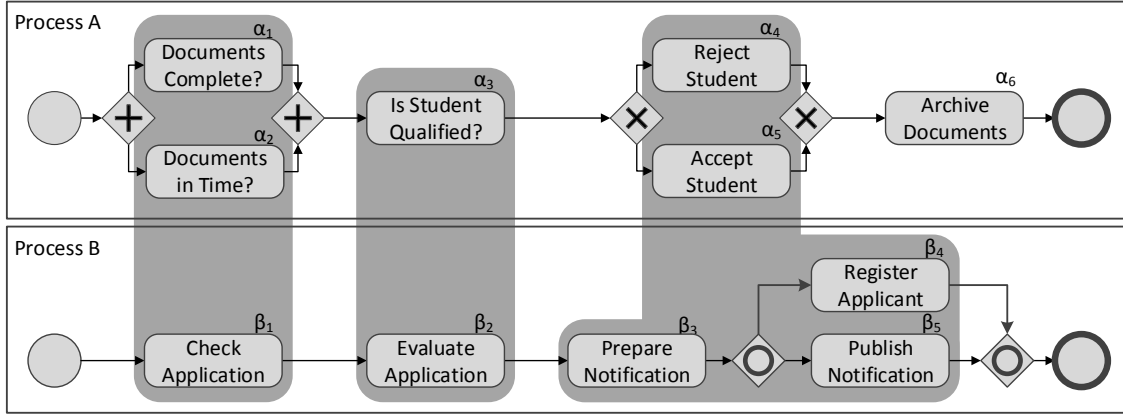 Process A
α1
Documents
Complete?
α2
Documents
in Time?
α3
Is Student
Qualified?
α4
Reject
Student
α5
Accept
Student
α6
Archive
Documents
Process B
β1
Check
Application
β2
Evaluate
Application
β3
Prepare
Notification
β4
Register
Applicant
β5
Publish
Notification